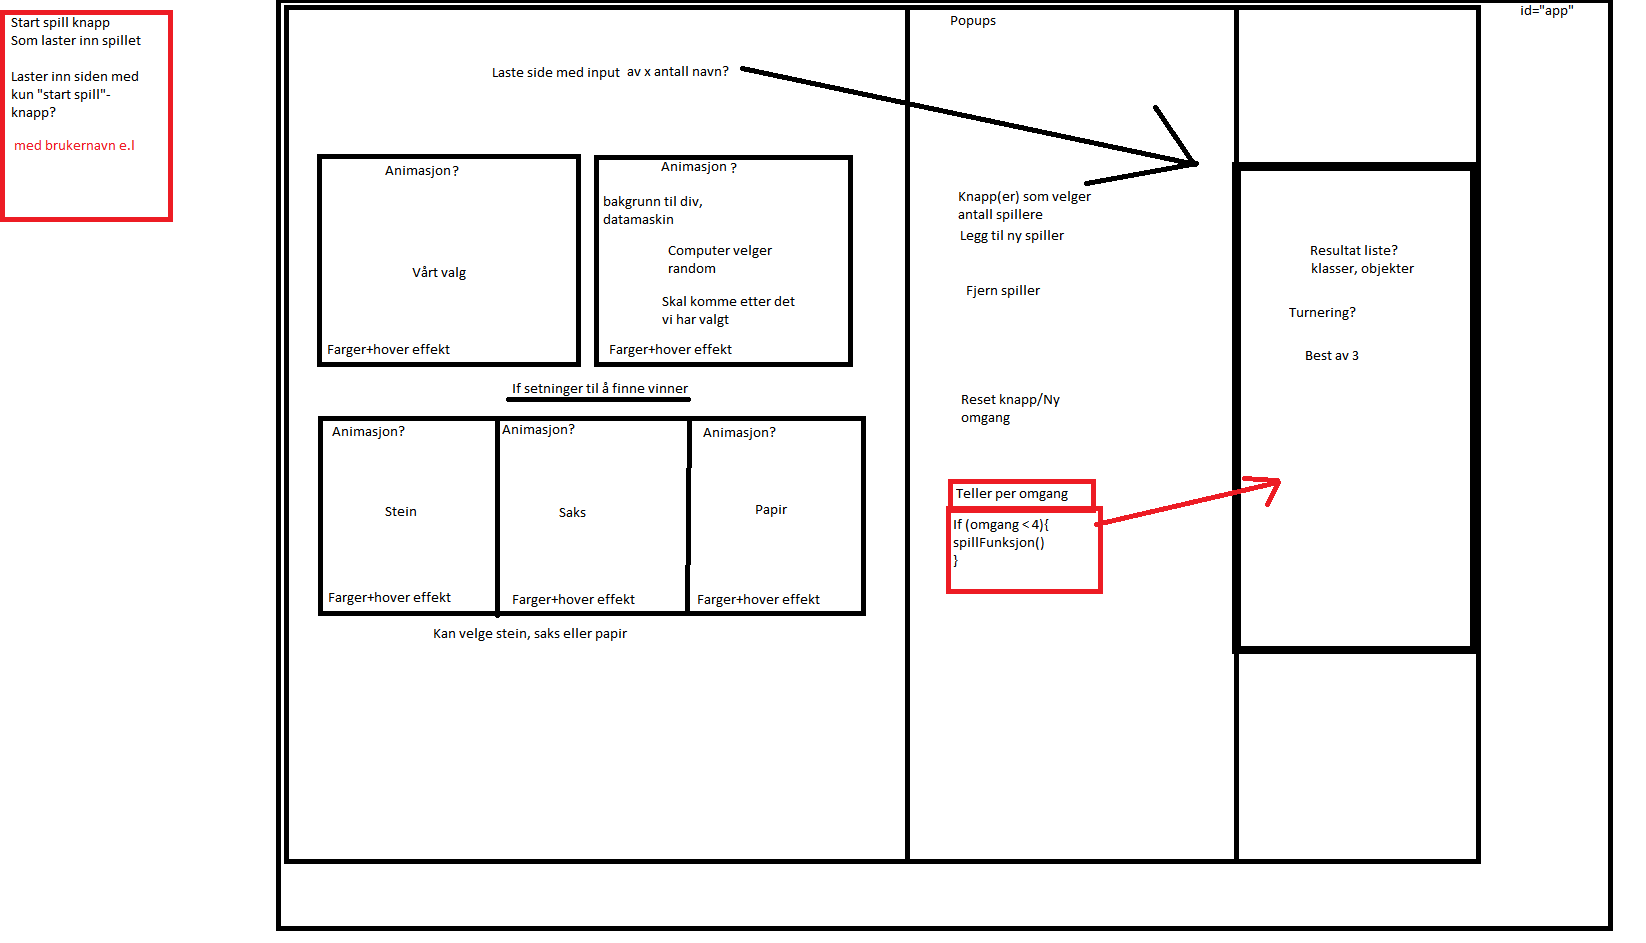 Start spill knapp
Som laster inn spillet
Laster inn siden med
kun "start spill"-
knapp?
med brukernavn e.l
id="app"
Laste side med input av x antall navn?
Animasjon?
Vårt valg
Farger+hover effekt
Animasjon ?
bakgrunn til div,
datamaskin
Computer velger
random
Skal komme etter det
vi har valgt
Farger+hover effekt
If setninger til å finne vinner
Animasjon?
Stein
Farger+hover effekt
Animasjon?
Saks
Farger+hover effekt
Animasjon?
Papir
Farger+hover effekt
Kan velge stein, saks eller papir
Popups
Knapp(er) som velger
antall spillere
Legg til ny spiller
Fjern spiller
Reset knapp/Ny
omgang
Teller per omgang
If (omgang < 4){
spillFunksjon()
}
Resultat liste?
klasser, objekter
Turnering?
Best av 3